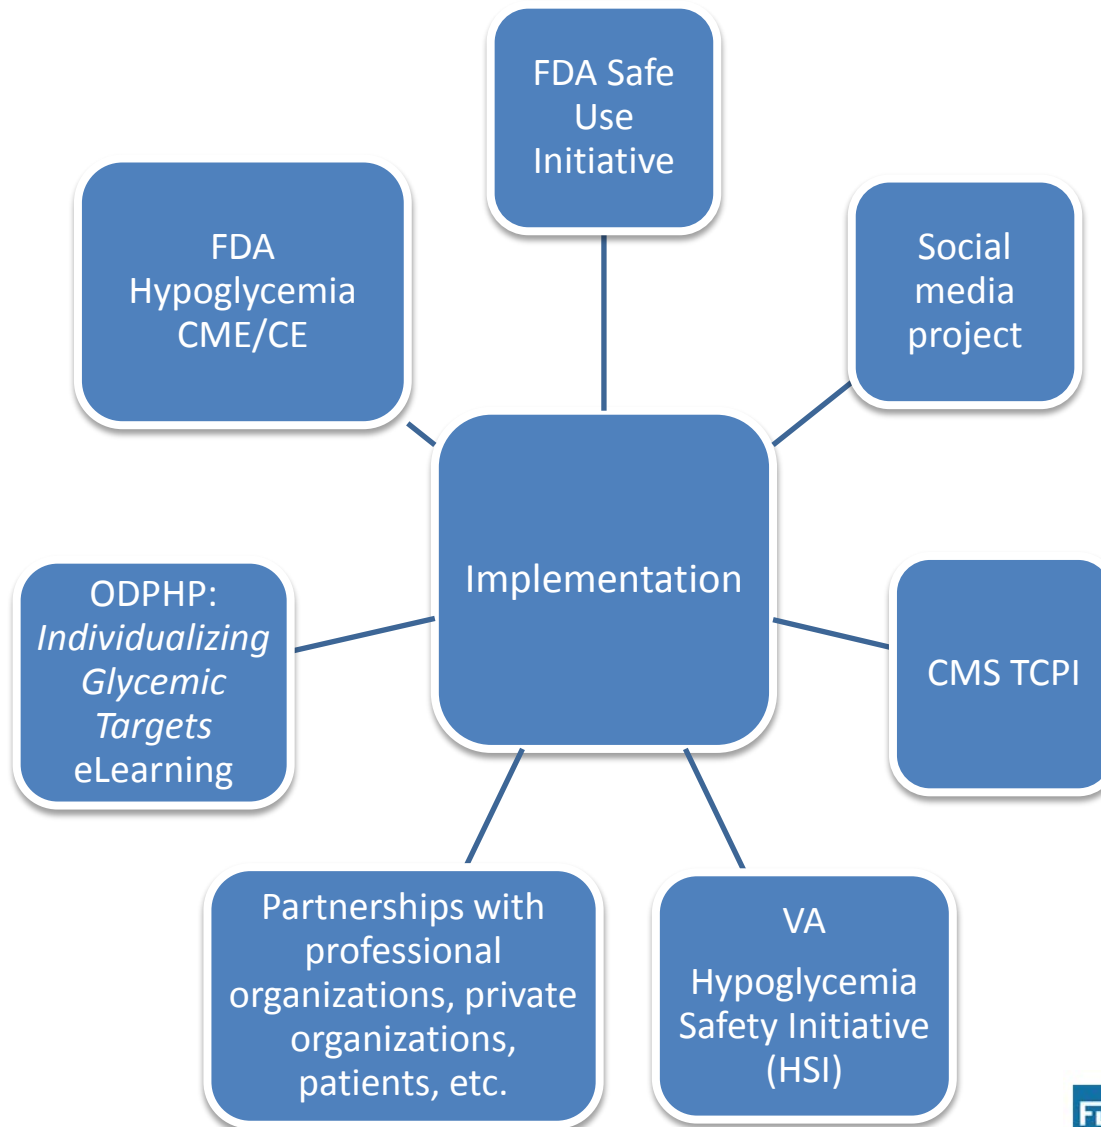 FDA Safe
Use
Initiative
FDA
Hypoglycemia
CME/CE
Social
media
project
Implementation
ODPHP:
Individualizing
Glycemic
Targets
eLearning
CMS TCPI
Partnerships with
professional
organizations, private
organizations,
patients, etc.
VA
Hypoglycemia
Safety Initiative
(HSI)